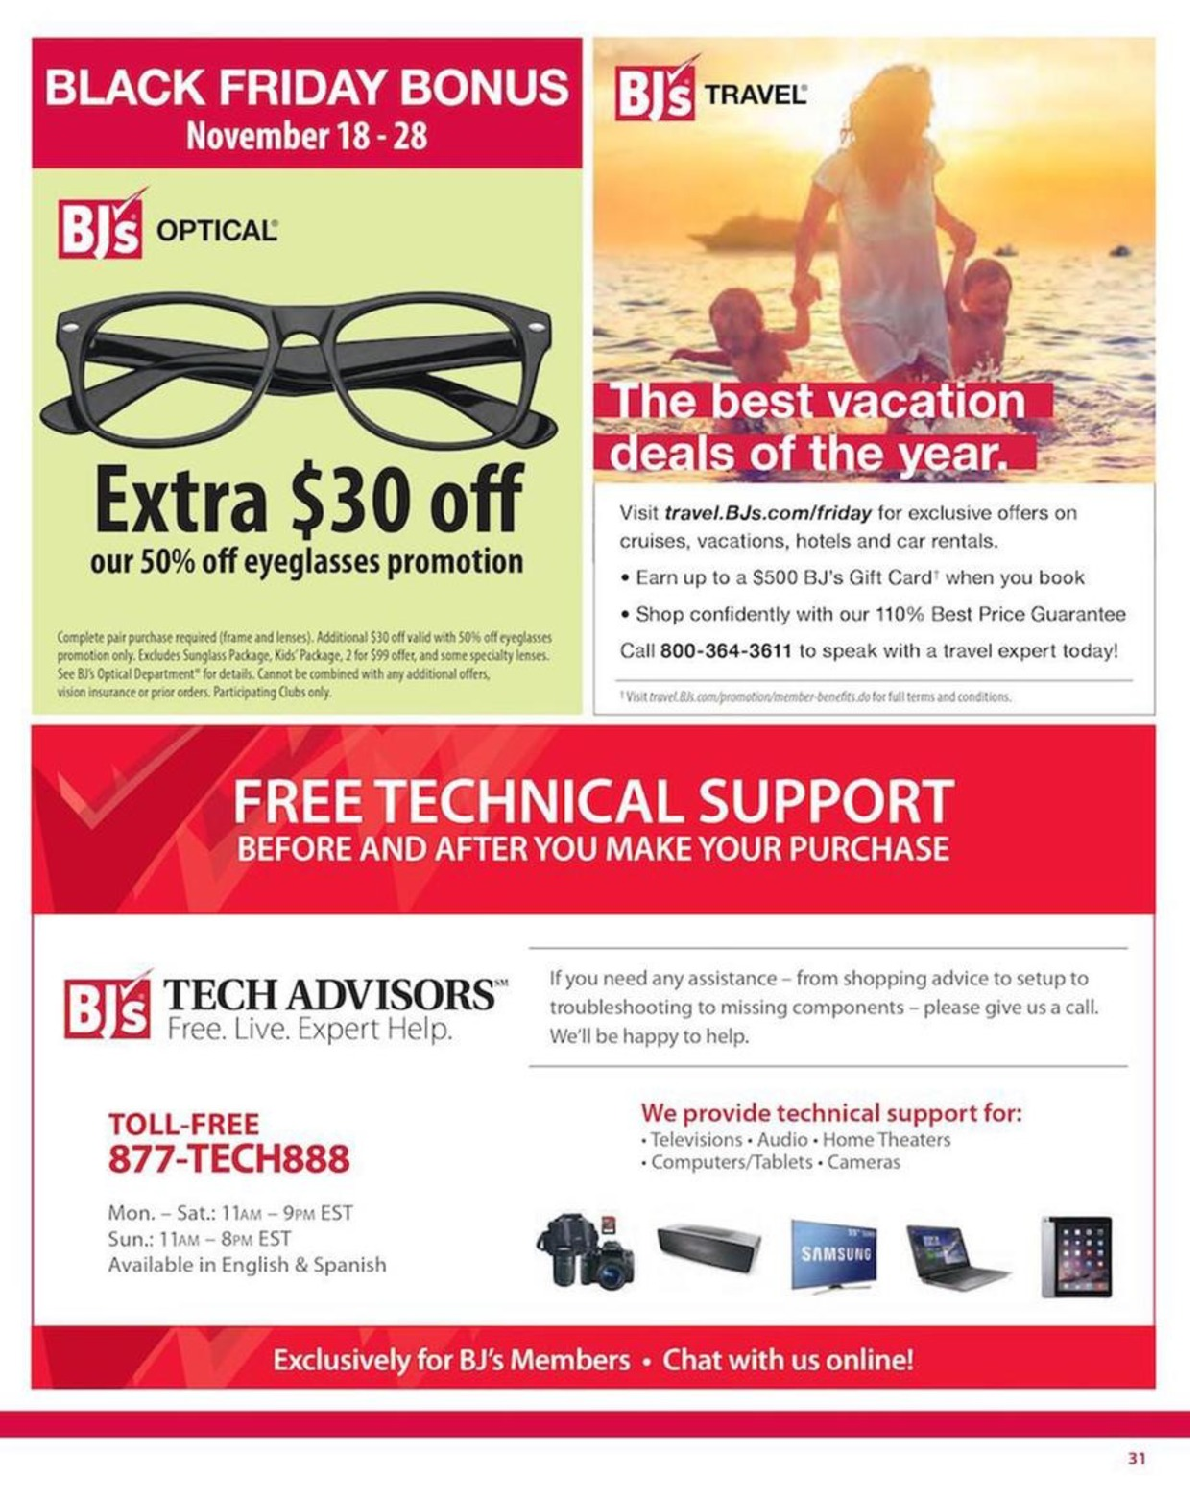 BLACK FRIDAY BONUS
November 18 - 28
BJ's OPTICAL®
Extra $30 off
our 50% off eyeglasses promotion
Complete pair purchase required (frame and lenses). Additional $30 off valid with 50% off eyeglasses
promotion only. Excludes Sunglass Package, Kids' Package, 2 for $99 offer, and some specialty lenses.
See BJ's Optical Department® for details. Cannot be combined with any additional offers,
vision insurance or prior orders. Participating Clubs only.
BJ's TRAVEL®
The best vacation
deals of the year.
Visit travel.BJs.com/friday for exclusive offers on
cruises, vacations, hotels and car rentals.
• Earn up to a $500 BJ's Gift Card† when you book
• Shop confidently with our 110% Best Price Guarantee
Call 800-364-3611 to speak with a travel expert today!
† Visit travel.BJs.com/promotion/member-benefits.do for full terms and conditions.
FREE TECHNICAL SUPPORT
BEFORE AND AFTER YOU MAKE YOUR PURCHASE
BJ's TECH ADVISORS℠
Free. Live. Expert Help.
If you need any assistance – from shopping advice to setup to
troubleshooting to missing components – please give us a call.
We'll be happy to help.
TOLL-FREE
877-TECH888
Mon. – Sat.: 11AM – 9PM EST
Sun.: 11AM – 8PM EST
Available in English & Spanish
We provide technical support for:
• Televisions • Audio • Home Theaters
• Computers/Tablets • Cameras
SAMSUNG
Exclusively for BJ's Members • Chat with us online!
31